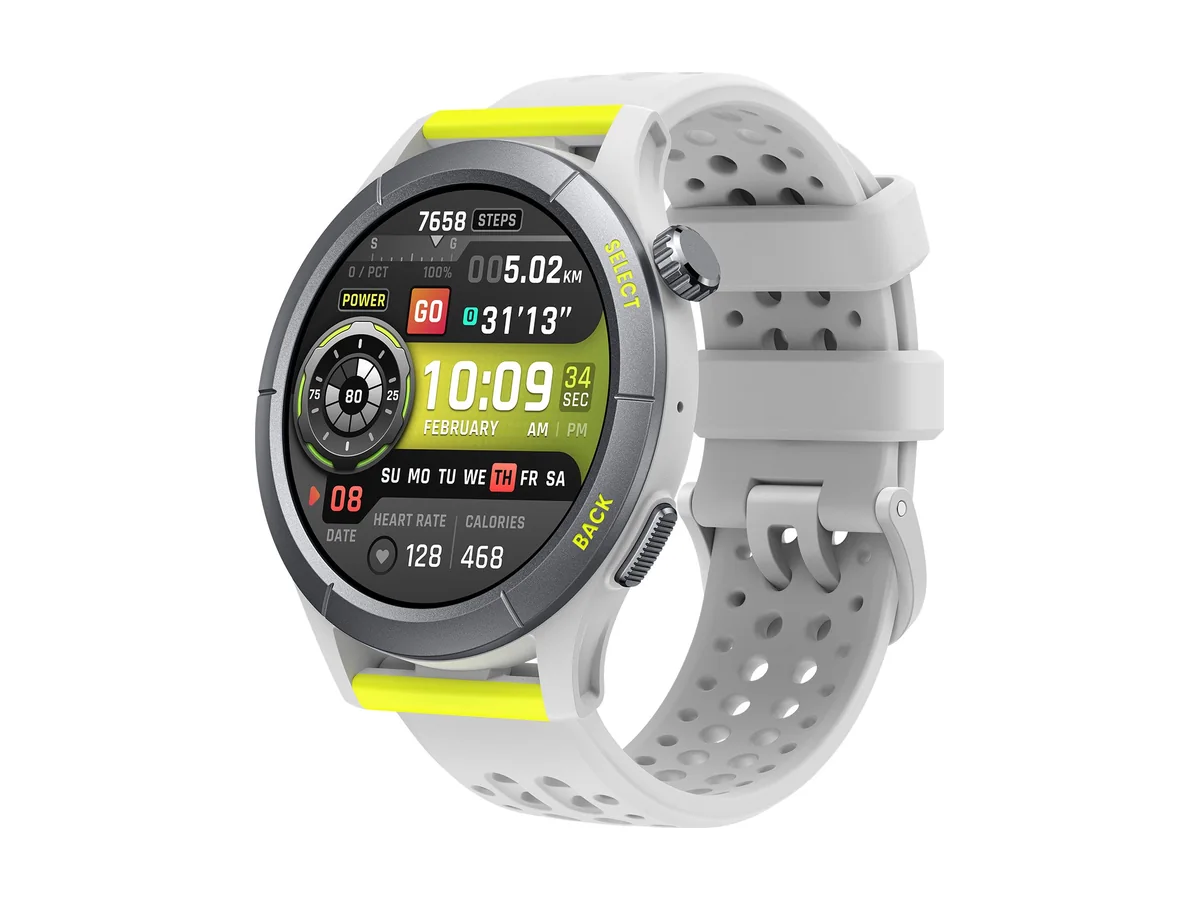 7658 STEPS
S G
0 / PCT 100%
005.02KM
POWER
GO
0 31'13"
SELECT
75 80 25
10:09 34 SEC
FEBRUARY AM | PM
SU MO TU WE TH FR SA
08
DATE
HEART RATE | CALORIES
128 | 468
BACK